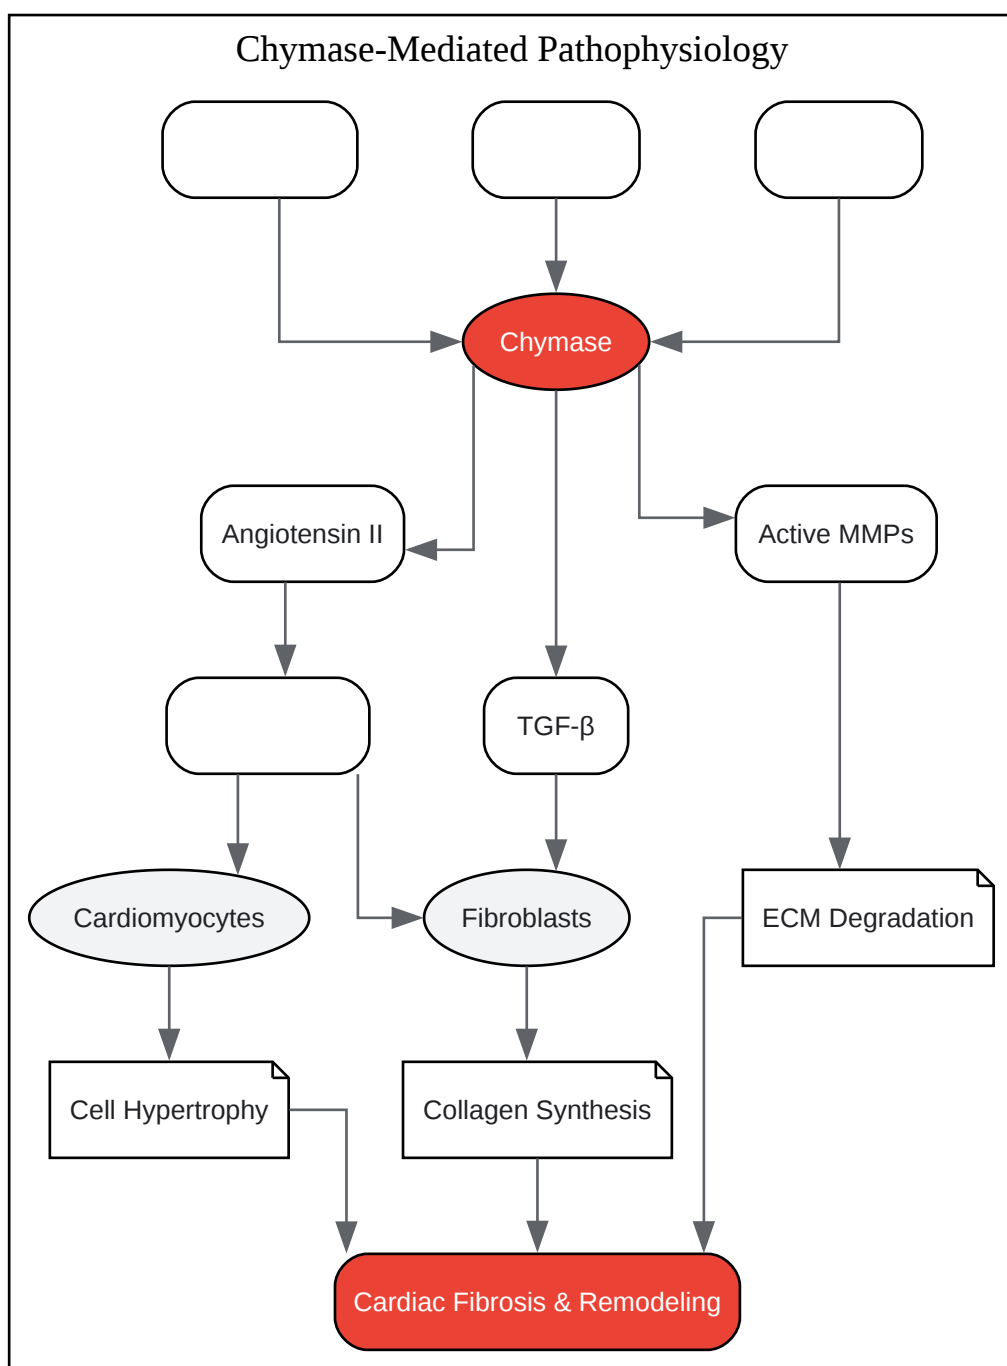 Chymase-Mediated Pathophysiology
Chymase
Angiotensin II
Active MMPs
TGF-β
Cardiomyocytes
Fibroblasts
ECM Degradation
Cell Hypertrophy
Collagen Synthesis
Cardiac Fibrosis & Remodeling